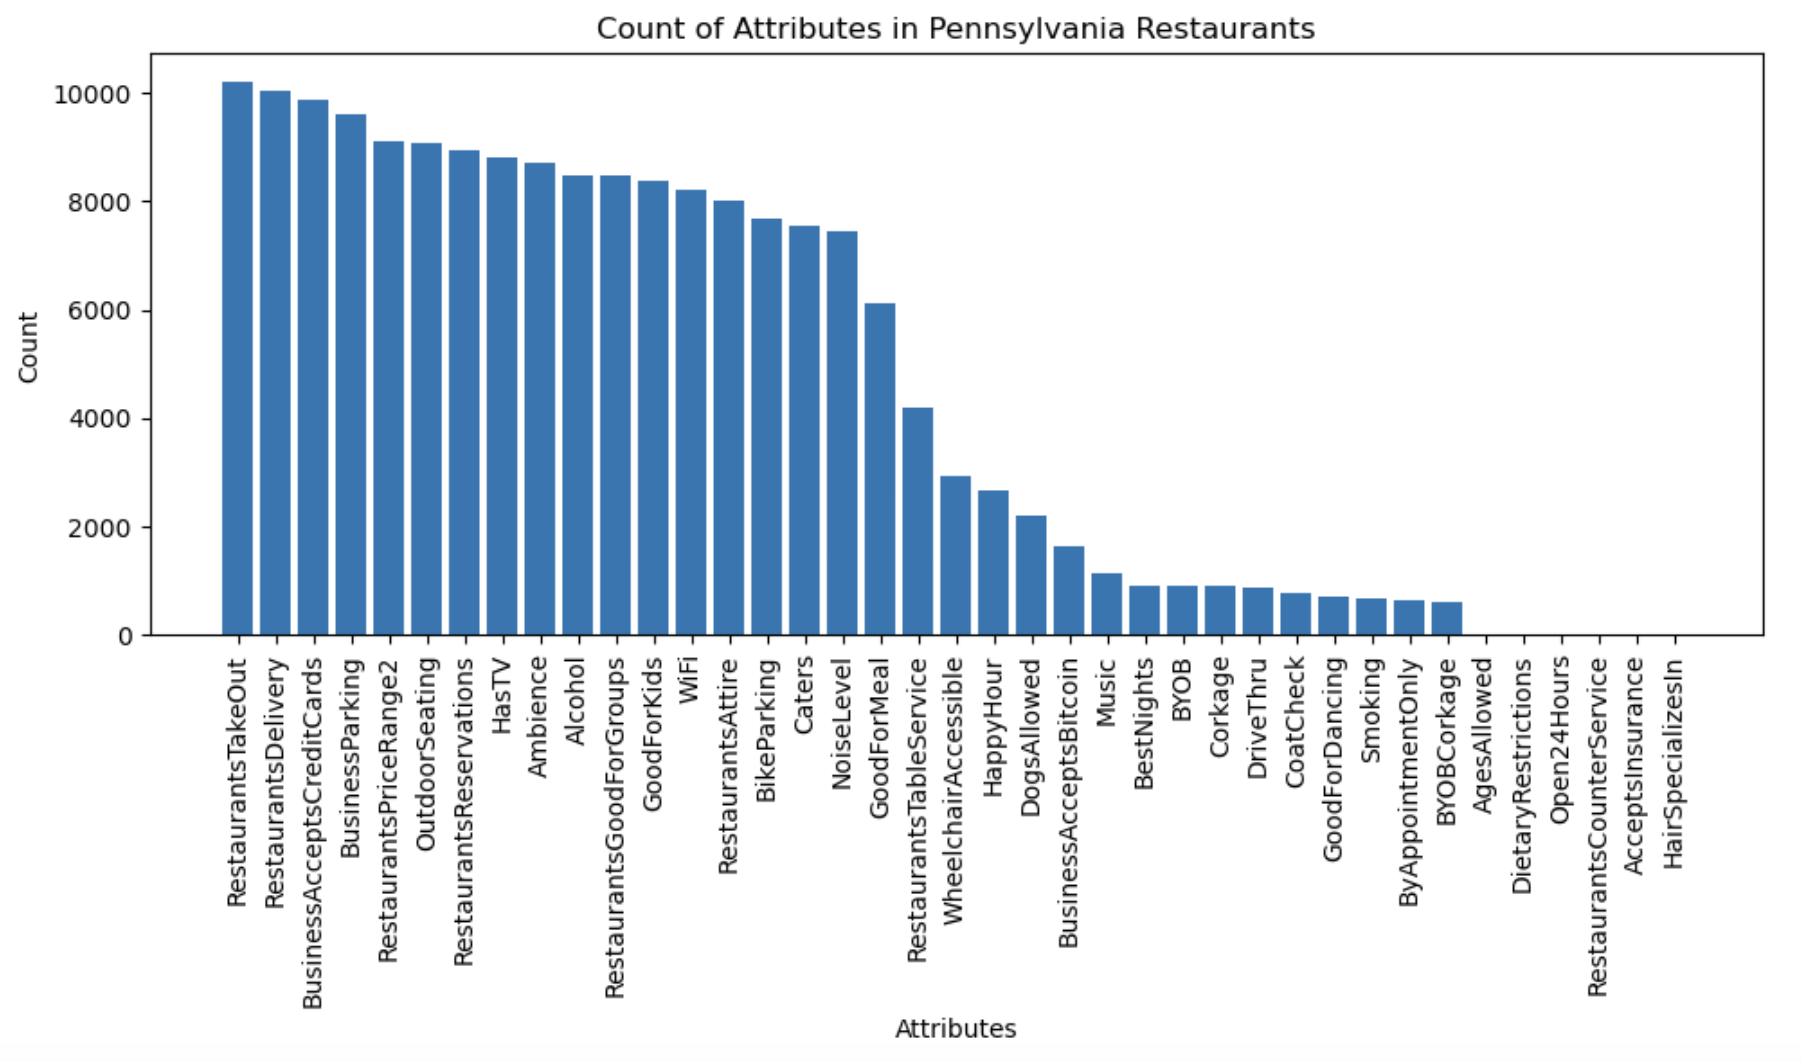 Count of Attributes in Pennsylvania Restaurants
10000
8000
6000
4000
2000
0
Count
RestaurantsTakeOut
RestaurantsDelivery
BusinessAcceptsCreditCards
BusinessParking
RestaurantsPriceRange2
OutdoorSeating
RestaurantsReservations
HasTV
Ambience
Alcohol
RestaurantsGoodForGroups
GoodForKids
WiFi
RestaurantsAttire
BikeParking
Caters
NoiseLevel
GoodForMeal
RestaurantsTableService
WheelchairAccessible
HappyHour
DogsAllowed
BusinessAcceptsBitcoin
Music
BestNights
BYOB
Corkage
DriveThru
CoatCheck
GoodForDancing
Smoking
ByAppointmentOnly
BYOBCorkage
AgesAllowed
DietaryRestrictions
Open24Hours
RestaurantsCounterService
AcceptsInsurance
HairSpecializesIn
Attributes